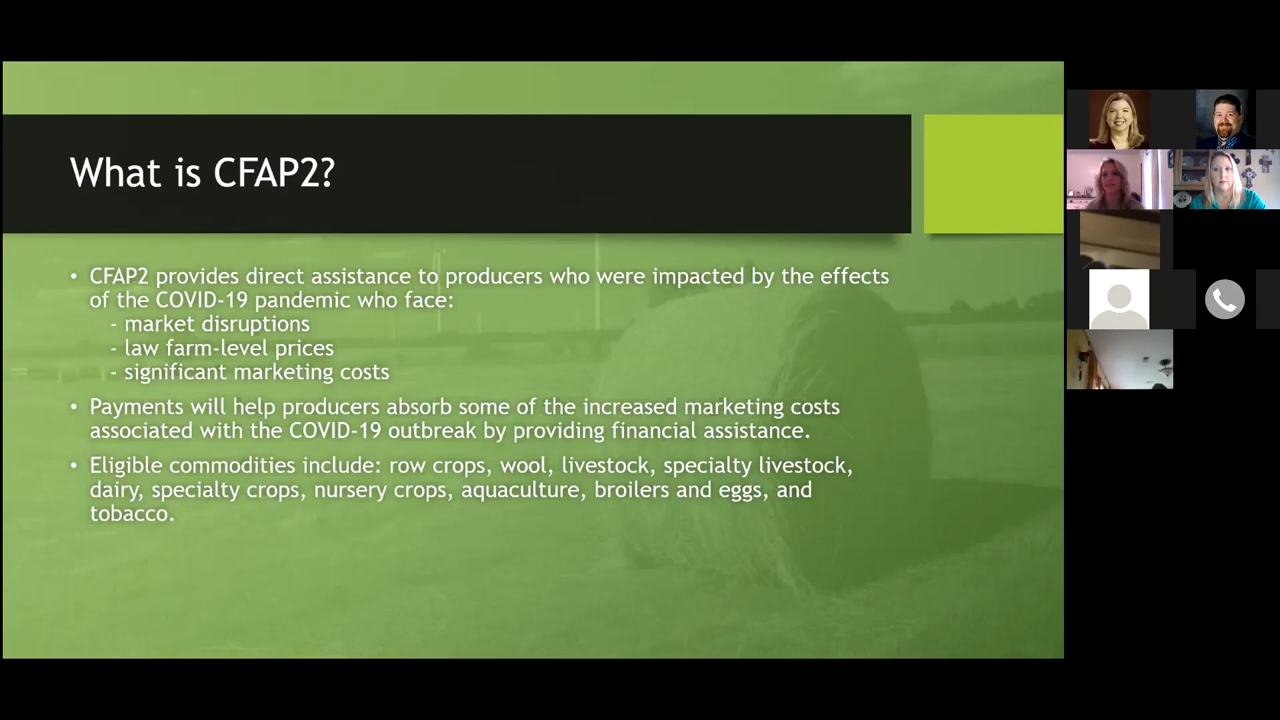 What is CFAP2?
• CFAP2 provides direct assistance to producers who were impacted by the effects
of the COVID-19 pandemic who face:
- market disruptions
- law farm-level prices
- significant marketing costs
• Payments will help producers absorb some of the increased marketing costs
associated with the COVID-19 outbreak by providing financial assistance.
• Eligible commodities include: row crops, wool, livestock, specialty livestock,
dairy, specialty crops, nursery crops, aquaculture, broilers and eggs, and
tobacco.